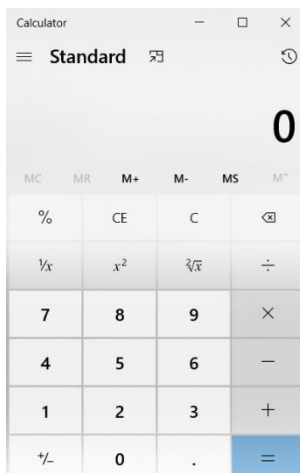 Calculator
Standard
0
MC MR M+ M- MS M˅
% CE C
¹/x x² ²√x ÷
7 8 9 ×
4 5 6 −
1 2 3 +
+/− 0 . =